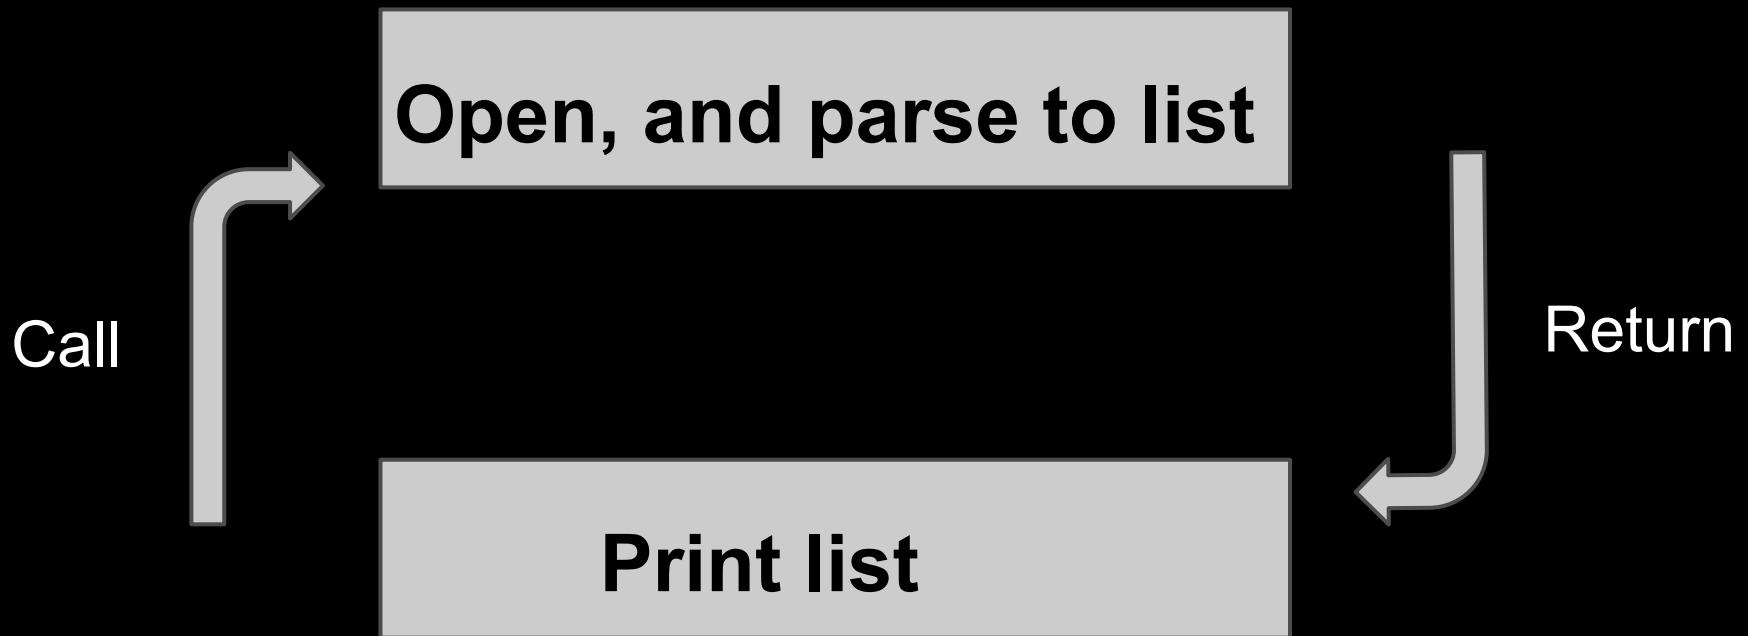 Open, and parse to list
Call
Return
Print list